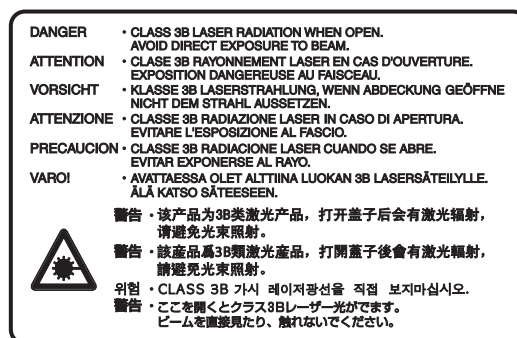 DANGER · CLASS 3B LASER RADIATION WHEN OPEN.
AVOID DIRECT EXPOSURE TO BEAM.
ATTENTION · CLASE 3B RAYONNEMENT LASER EN CAS D'OUVERTURE.
EXPOSITION DANGEREUSE AU FAISCEAU.
VORSICHT · KLASSE 3B LASERSTRAHLUNG, WENN ABDECKUNG GEÖFFNE
NICHT DEM STRAHL AUSSETZEN.
ATTENZIONE · CLASSE 3B RADIAZIONE LASER IN CASO DI APERTURA.
EVITARE L'ESPOSIZIONE AL FASCIO.
PRECAUCION · CLASSE 3B RADIACIONE LASER CUANDO SE ABRE.
EVITAR EXPONERSE AL RAYO.
VARO! · AVATTAESSA OLET ALTTIINA LUOKAN 3B LASERSÄTEILYLLE.
ÄLÄ KATSO SÄTEESEEN.
警告 · 该产品为3B类激光产品，打开盖子后会有激光辐射，
请避免光束照射。
警告 · 該産品爲3B類激光産品，打開蓋子後會有激光輻射，
請避免光束照射。
위험 · CLASS 3B 가시 레이저광선을 직접 보지마십시오.
警告 · ここを開くとクラス3Bレーザー光がでます。
ビームを直接見たり、触れないでください。